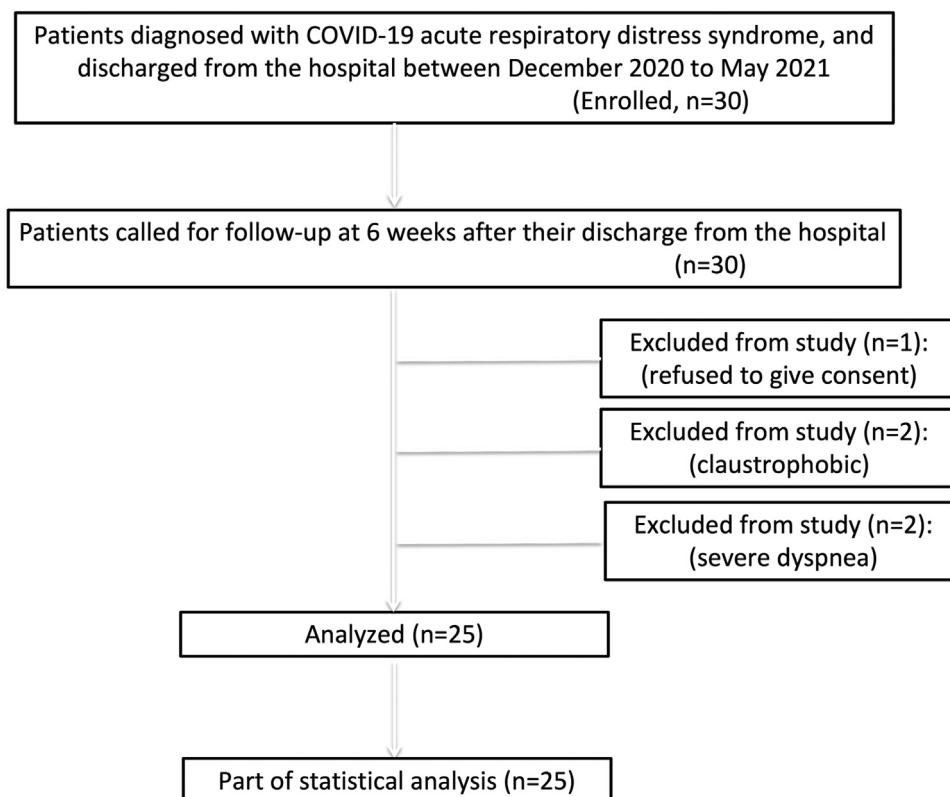 Patients diagnosed with COVID-19 acute respiratory distress syndrome, and
discharged from the hospital between December 2020 to May 2021
(Enrolled, n=30)
Patients called for follow-up at 6 weeks after their discharge from the hospital
(n=30)
Excluded from study (n=1):
(refused to give consent)
Excluded from study (n=2):
(claustrophobic)
Excluded from study (n=2):
(severe dyspnea)
Analyzed (n=25)
Part of statistical analysis (n=25)